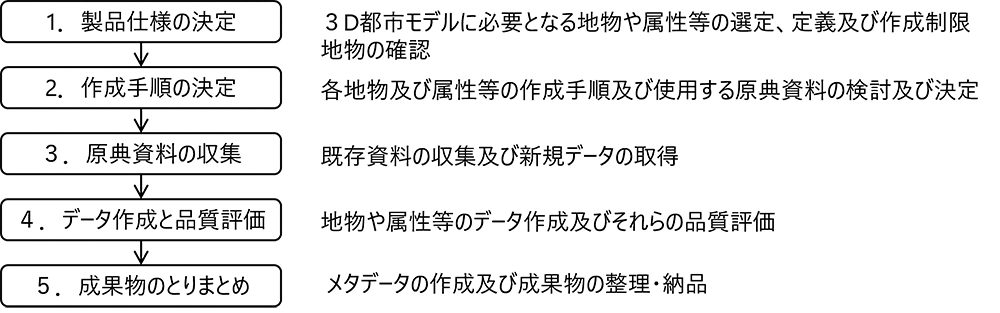 1．製品仕様の決定
３D都市モデルに必要となる地物や属性等の選定、定義及び作成制限
地物の確認
2．作成手順の決定
各地物及び属性等の作成手順及び使用する原典資料の検討及び決定
３．原典資料の収集
既存資料の収集及び新規データの取得
４．データ作成と品質評価
地物や属性等のデータ作成及びそれらの品質評価
５．成果物のとりまとめ
メタデータの作成及び成果物の整理・納品